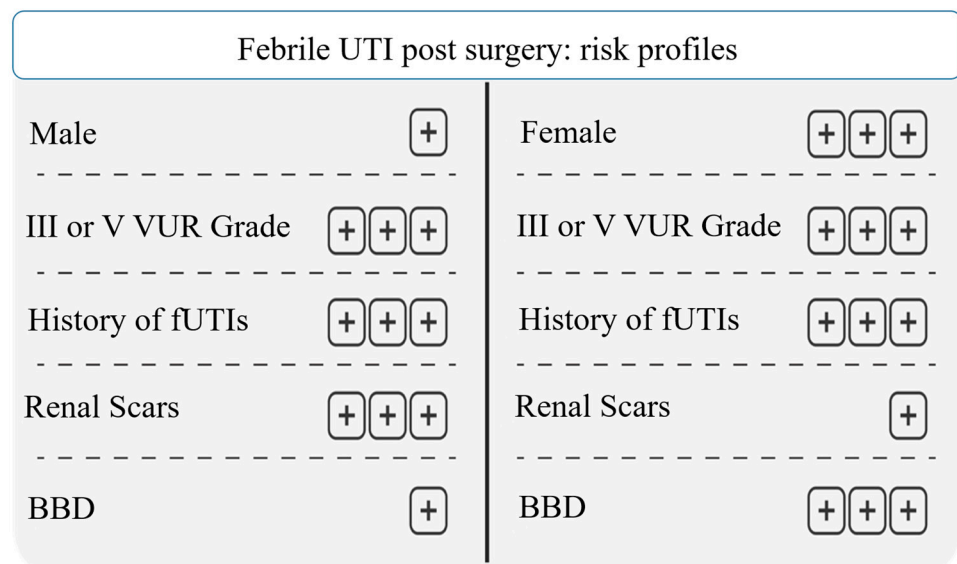 Febrile UTI post surgery: risk profiles
Male +
III or V VUR Grade +++
History of fUTIs +++
Renal Scars +++
BBD +
Female +++
III or V VUR Grade +++
History of fUTIs +++
Renal Scars +
BBD +++